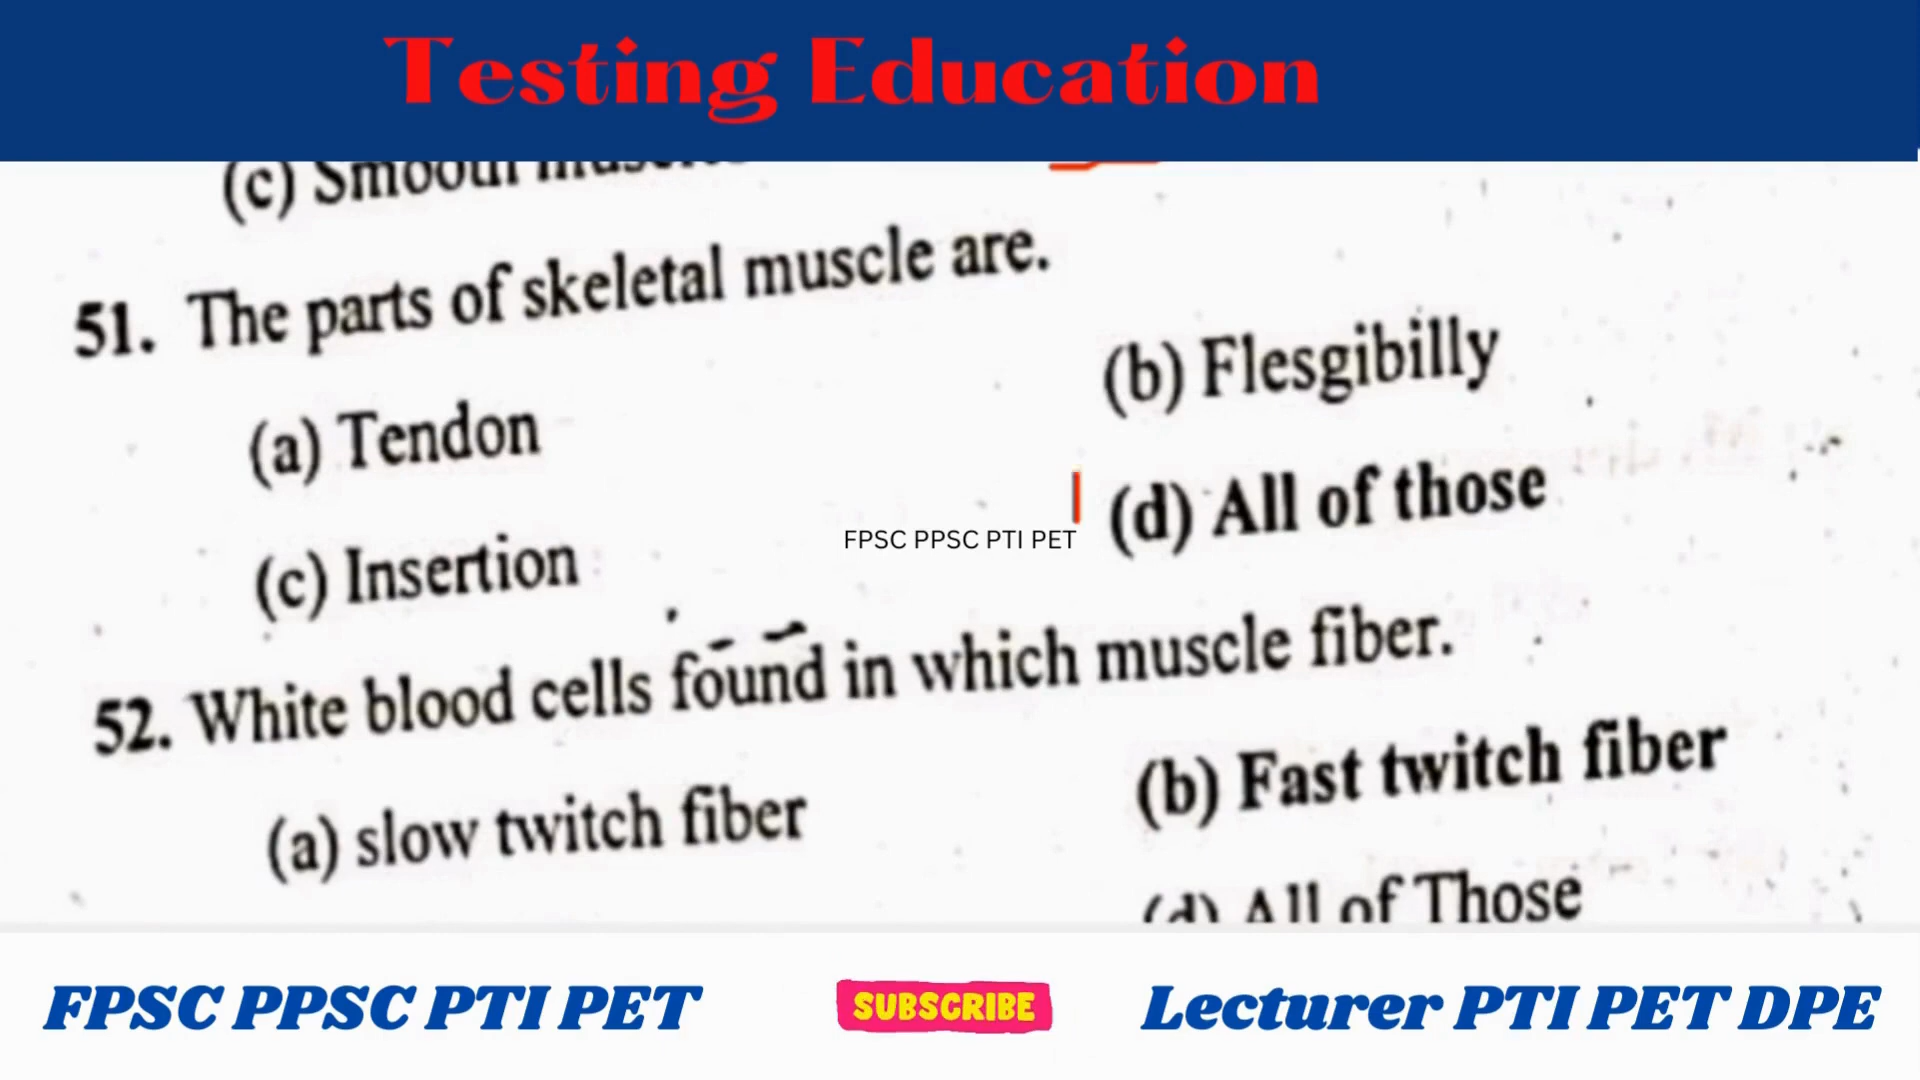 Testing Education
(c) Smooth muscles
51. The parts of skeletal muscle are.
(a) Tendon
(b) Flesgibilly
(c) Insertion
(d) All of those
FPSC PPSC PTI PET
52. White blood cells found in which muscle fiber.
(a) slow twitch fiber
(b) Fast twitch fiber
(d) All of Those
FPSC PPSC PTI PET
SUBSCRIBE
Lecturer PTI PET DPE